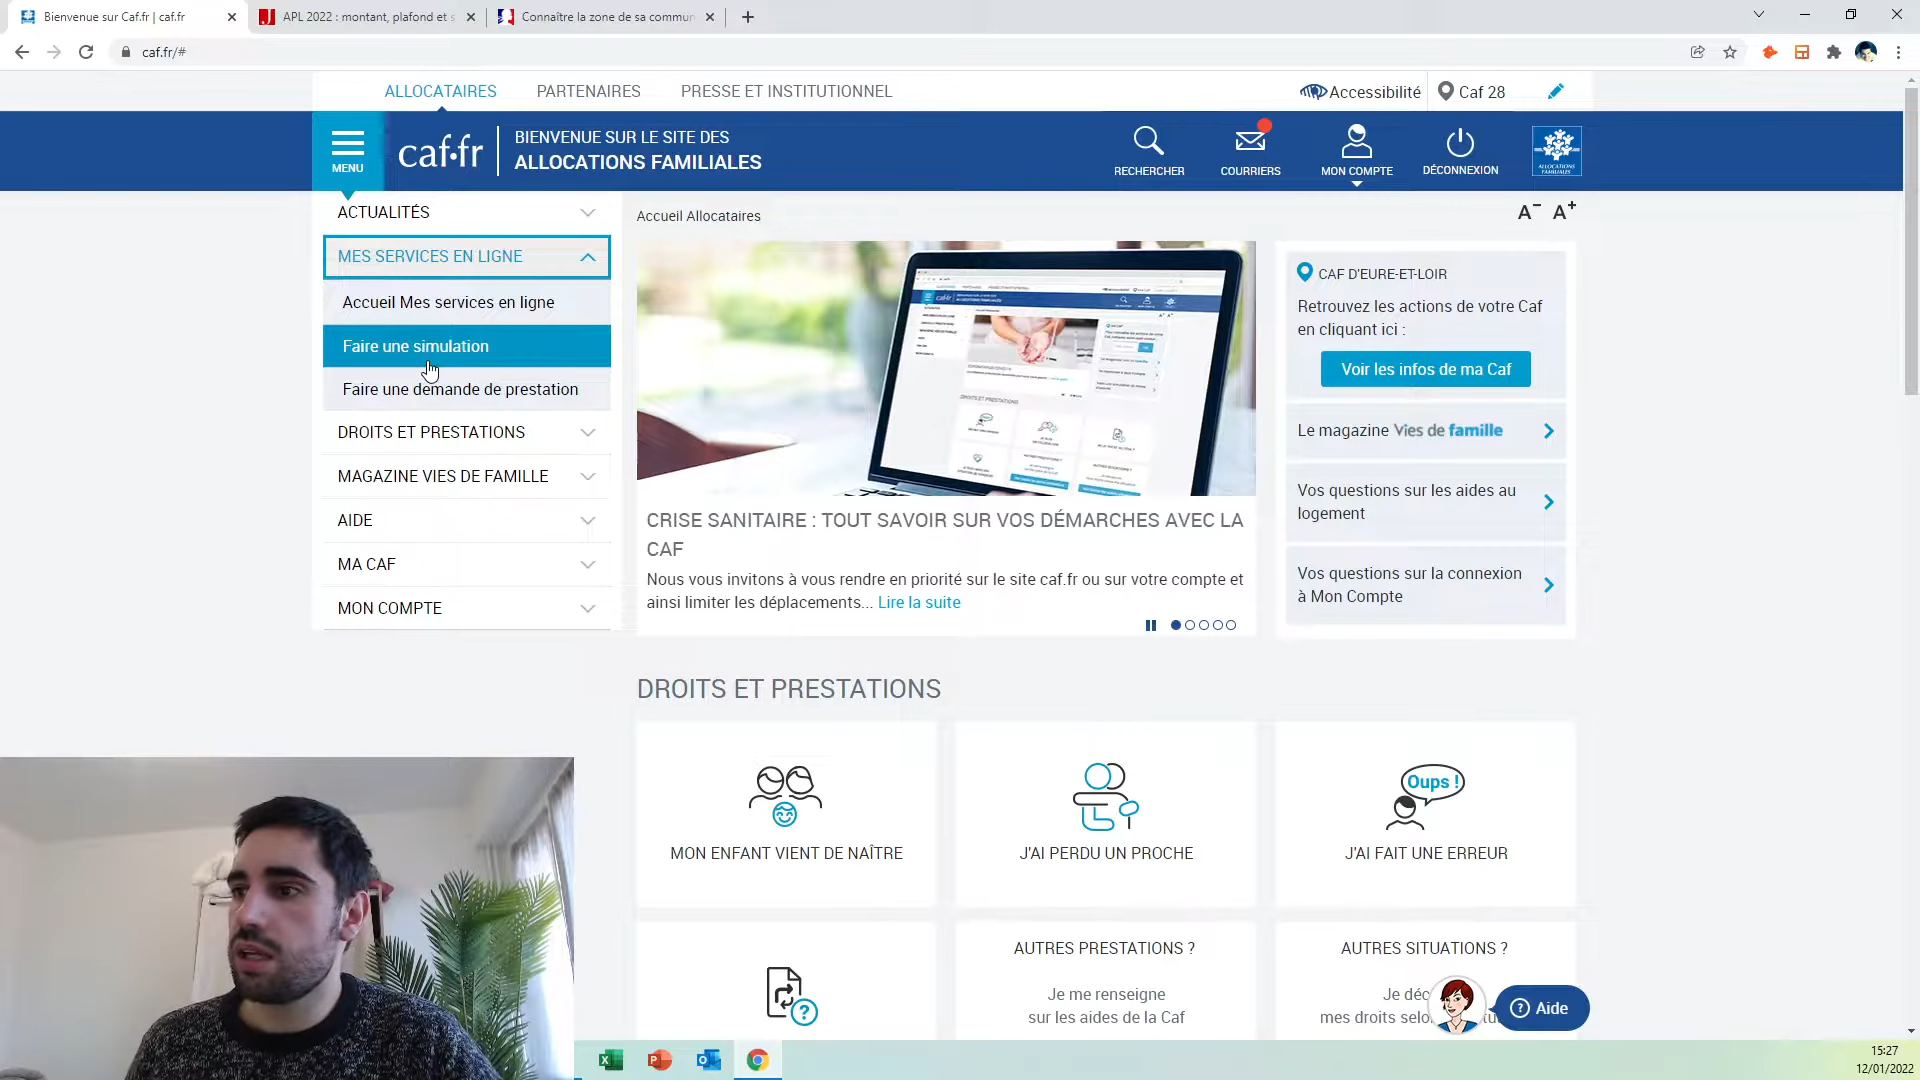 Bienvenue sur Caf.fr | caf.fr
APL 2022 : montant, plafond et s
Connaître la zone de sa commun
caf.fr/#
ALLOCATAIRES
PARTENAIRES
PRESSE ET INSTITUTIONNEL
Accessibilité
Caf 28
MENU
caf.fr
BIENVENUE SUR LE SITE DES
ALLOCATIONS FAMILIALES
RECHERCHER
COURRIERS
MON COMPTE
DÉCONNEXION
ALLOCATIONS
FAMILIALES
ACTUALITÉS
MES SERVICES EN LIGNE
Accueil Mes services en ligne
Faire une simulation
Faire une demande de prestation
DROITS ET PRESTATIONS
MAGAZINE VIES DE FAMILLE
AIDE
MA CAF
MON COMPTE
Accueil Allocataires
A- A+
CRISE SANITAIRE : TOUT SAVOIR SUR VOS DÉMARCHES AVEC LA
CAF
Nous vous invitons à vous rendre en priorité sur le site caf.fr ou sur votre compte et
ainsi limiter les déplacements... Lire la suite
CAF D'EURE-ET-LOIR
Retrouvez les actions de votre Caf
en cliquant ici :
Voir les infos de ma Caf
Le magazine Vies de famille
Vos questions sur les aides au
logement
Vos questions sur la connexion
à Mon Compte
DROITS ET PRESTATIONS
MON ENFANT VIENT DE NAÎTRE
J'AI PERDU UN PROCHE
Oups !
J'AI FAIT UNE ERREUR
AUTRES PRESTATIONS ?
Je me renseigne
sur les aides de la Caf
AUTRES SITUATIONS ?
Je déc
mes droits selo
Aide
15:27
12/01/2022